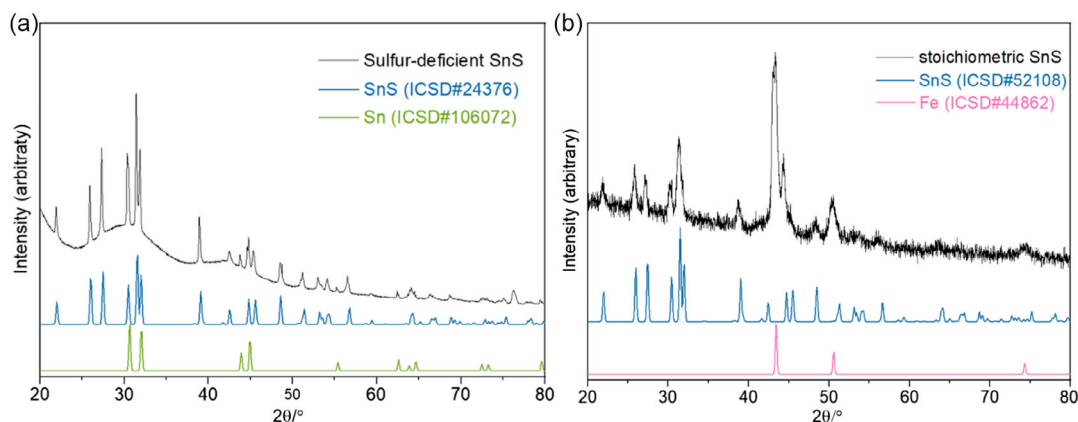 (a)
Sulfur-deficient SnS
SnS (ICSD#24376)
Sn (ICSD#106072)
Intensity (arbitraty)
20 30 40 50 60 70 80
2θ/°
(b)
stoichiometric SnS
SnS (ICSD#52108)
Fe (ICSD#44862)
Intensity (arbitrary)
20 30 40 50 60 70 80
2θ/°